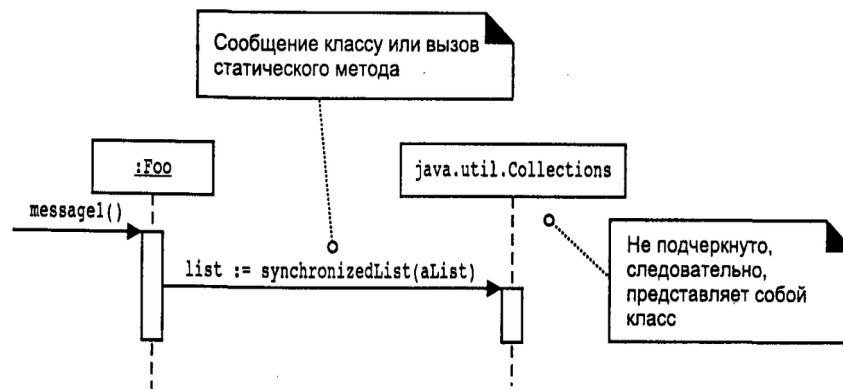 Сообщение классу или вызов
статического метода
:Foo
java.util.Collections
message1()
Не подчеркнуто,
следовательно,
представляет собой
класс
list := synchronizedList(aList)